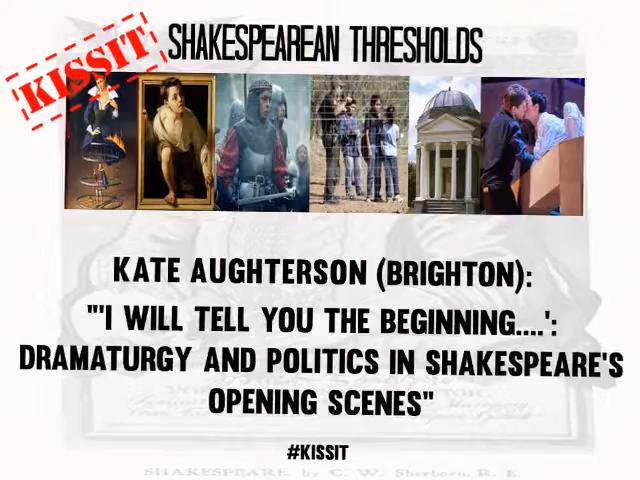 KISSIT
SHAKESPEAREAN THRESHOLDS
KATE AUGHTERSON (BRIGHTON):
"'I WILL TELL YOU THE BEGINNING....':
DRAMATURGY AND POLITICS IN SHAKESPEARE'S
OPENING SCENES"
#KISSIT
SHAKESPEARE, by C. W. Sherborn, R. E.